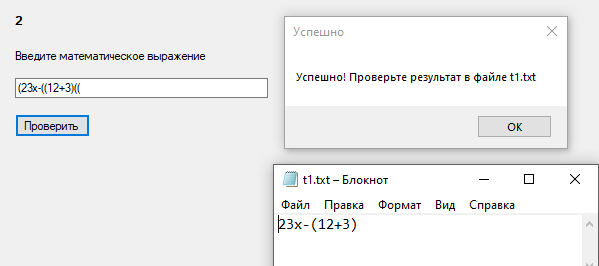 2
Введите математическое выражение
(23x-((12+3)((
Проверить
Успешно
Успешно! Проверьте результат в файле t1.txt
OK
t1.txt – Блокнот
Файл Правка Формат Вид Справка
23x-(12+3)